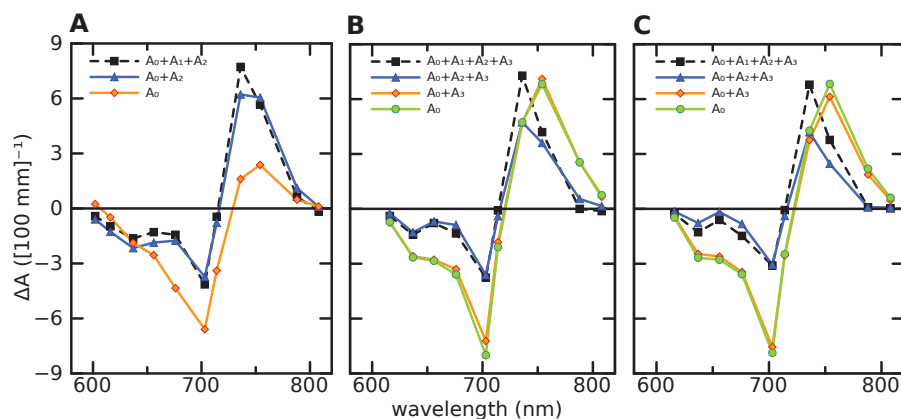 A
B
C
A₀+A₁+A₂
A₀+A₂
A₀
A₀+A₁+A₂+A₃
A₀+A₂+A₃
A₀+A₃
A₀
A₀+A₁+A₂+A₃
A₀+A₂+A₃
A₀+A₃
A₀
9
6
3
0
−3
−6
−9
ΔA ([100 mm]⁻¹)
600 700 800
600 700 800
600 700 800
wavelength (nm)